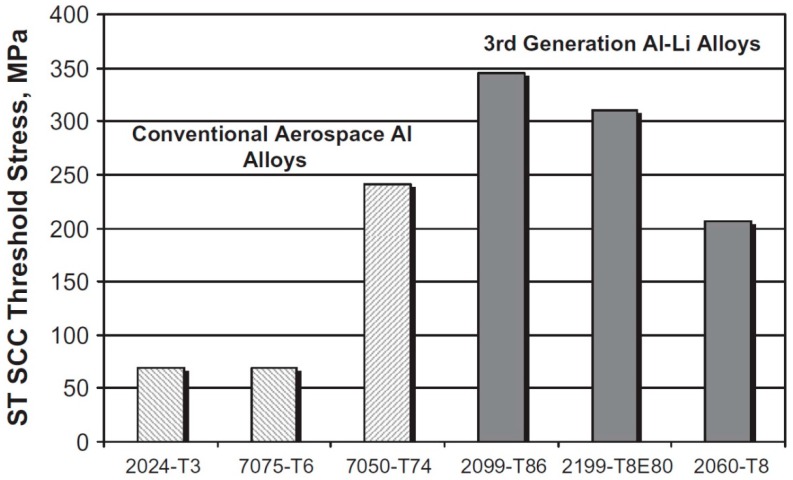 ST SCC Threshold Stress, MPa
400
350
300
250
200
150
100
50
0
3rd Generation Al-Li Alloys
Conventional Aerospace Al
Alloys
2024-T3
7075-T6
7050-T74
2099-T86
2199-T8E80
2060-T8